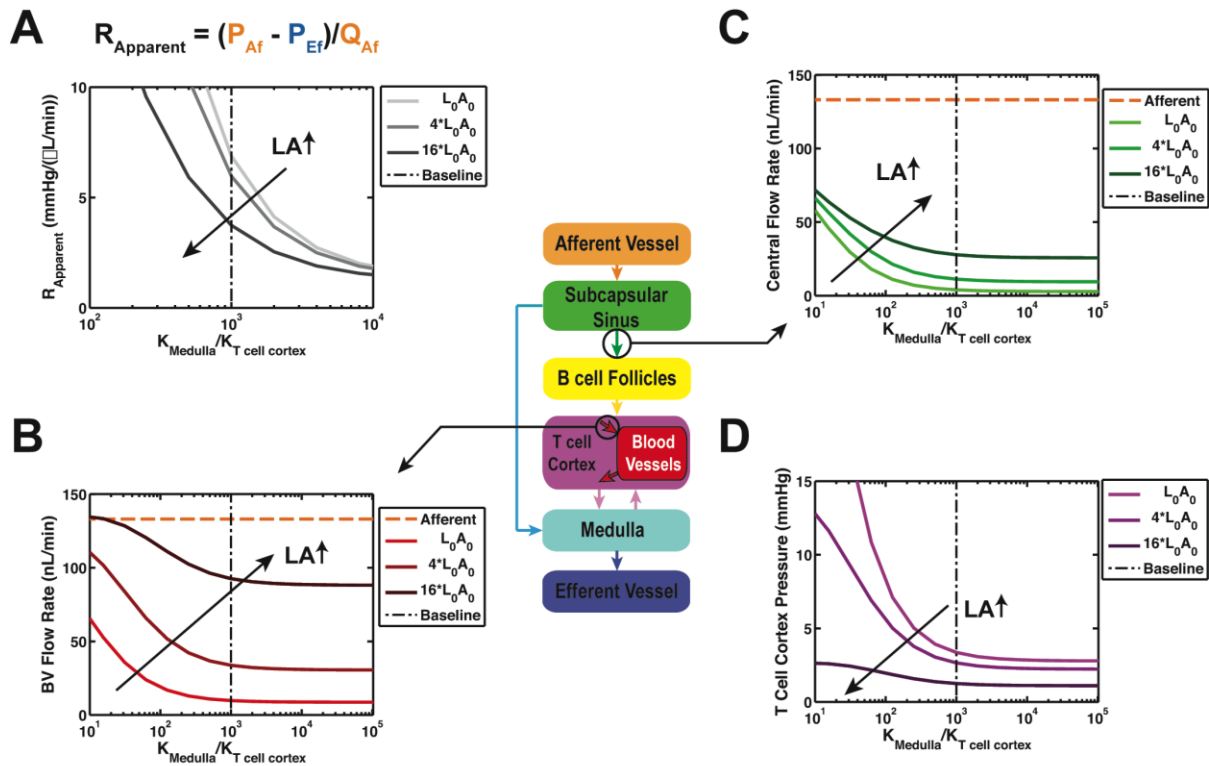 A
R_Apparent = (P_Af - P_Ef)/Q_Af
R_Apparent (mmHg/(□L/min))
10
5
0
10^2
10^3
10^4
K_Medulla/K_T cell cortex
LA↑
L_0A_0
4*L_0A_0
16*L_0A_0
Baseline
C
Central Flow Rate (nL/min)
150
100
50
0
10^1
10^2
10^3
10^4
10^5
K_Medulla/K_T cell cortex
LA↑
Afferent
L_0A_0
4*L_0A_0
16*L_0A_0
Baseline
Afferent Vessel
Subcapsular
Sinus
B cell Follicles
T cell
Cortex
Blood
Vessels
Medulla
Efferent Vessel
B
BV Flow Rate (nL/min)
150
100
50
0
10^1
10^2
10^3
10^4
10^5
K_Medulla/K_T cell cortex
LA↑
Afferent
L_0A_0
4*L_0A_0
16*L_0A_0
Baseline
D
T Cell Cortex Pressure (mmHg)
15
10
5
0
10^1
10^2
10^3
10^4
10^5
K_Medulla/K_T cell cortex
LA↑
L_0A_0
4*L_0A_0
16*L_0A_0
Baseline